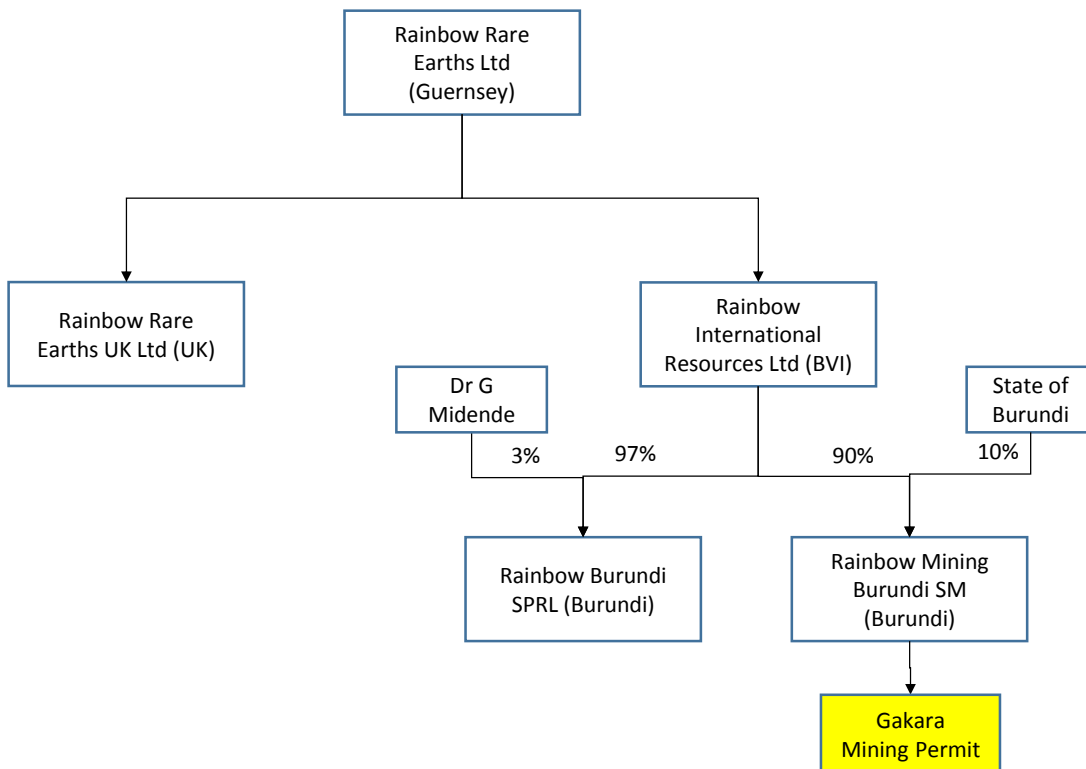 Rainbow Rare
Earths Ltd
(Guernsey)
Rainbow Rare
Earths UK Ltd (UK)
Rainbow
International
Resources Ltd (BVI)
Dr G
Midende
State of
Burundi
3%
97%
90%
10%
Rainbow Burundi
SPRL (Burundi)
Rainbow Mining
Burundi SM
(Burundi)
Gakara
Mining Permit